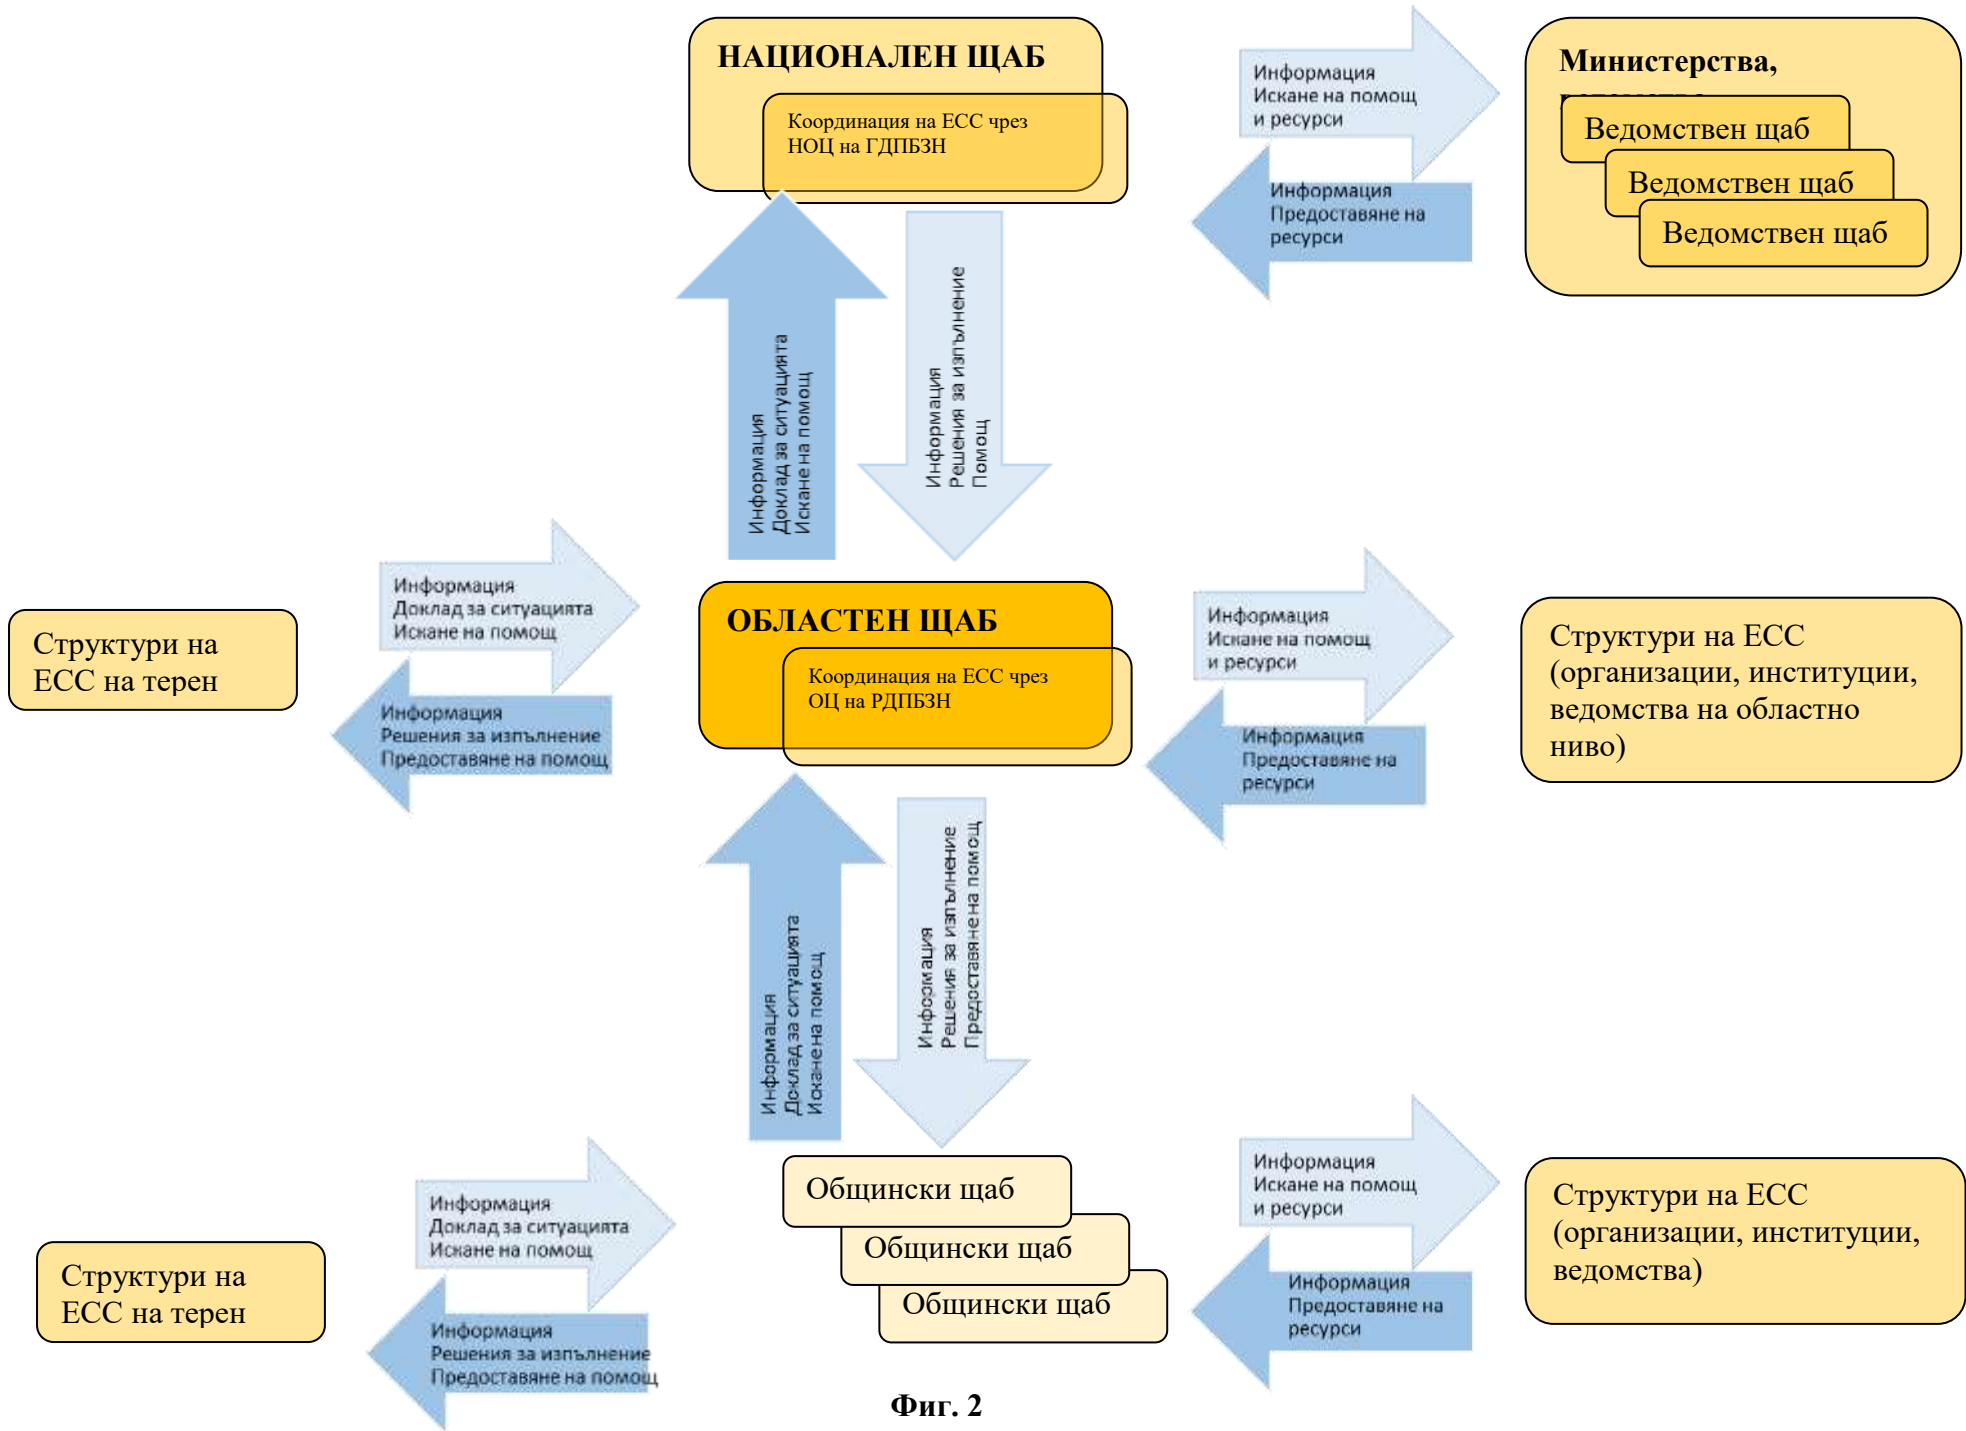 НАЦИОНАЛЕН ЩАБ
Координация на ЕСС чрез
НОЦ на ГДПБЗН
Информация
Искане на помощ
и ресурси
Информация
Предоставяне на
ресурси
Министерства,
Ведомствен щаб
Ведомствен щаб
Ведомствен щаб
Информация
Доклад за ситуацията
Искане на помощ
Информация
Решения за изпълнение
Помощ
Структури на
ЕСС на терен
Информация
Доклад за ситуацията
Искане на помощ
Информация
Решения за изпълнение
Предоставяне на помощ
ОБЛАСТЕН ЩАБ
Координация на ЕСС чрез
ОЦ на РДПБЗН
Информация
Искане на помощ
и ресурси
Информация
Предоставяне на
ресурси
Структури на ЕСС
(организации, институции,
ведомства на областно
ниво)
Информация
Доклад за ситуацията
Искане на помощ
Информация
Решения за изпълнение
Предоставяне на помощ
Структури на
ЕСС на терен
Информация
Доклад за ситуацията
Искане на помощ
Информация
Решения за изпълнение
Предоставяне на помощ
Общински щаб
Общински щаб
Общински щаб
Информация
Искане на помощ
и ресурси
Информация
Предоставяне на
ресурси
Структури на ЕСС
(организации, институции,
ведомства)
Фиг. 2